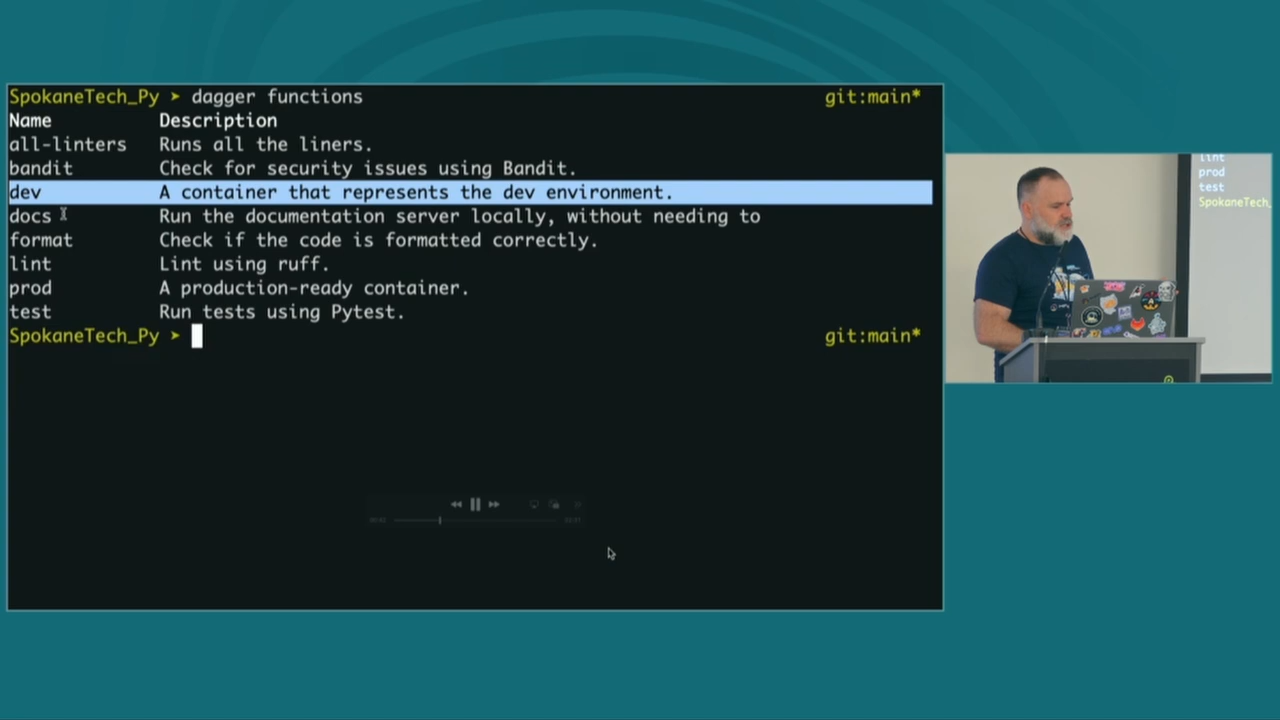 SpokaneTech_Py ➤ dagger functions git:main*
Name Description
all-linters Runs all the liners.
bandit Check for security issues using Bandit.
dev A container that represents the dev environment.
docs Run the documentation server locally, without needing to
format Check if the code is formatted correctly.
lint Lint using ruff.
prod A production-ready container.
test Run tests using Pytest.
SpokaneTech_Py ➤ git:main*
lint
prod
test
SpokaneTech_